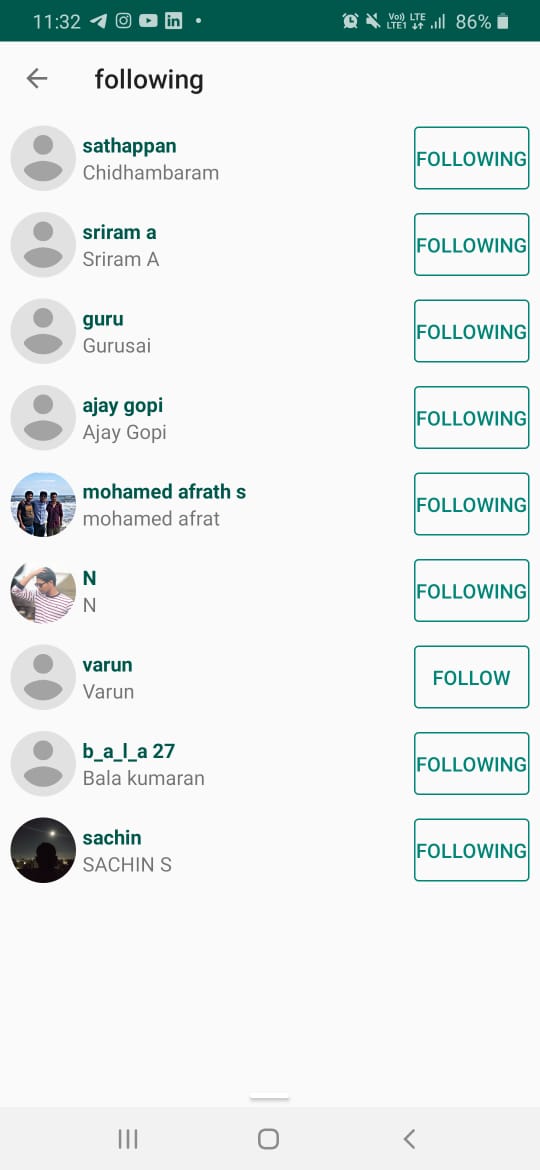 11:32
Vo)) LTE
LTE1
86%
following
sathappan
Chidhambaram
FOLLOWING
sriram a
Sriram A
FOLLOWING
guru
Gurusai
FOLLOWING
ajay gopi
Ajay Gopi
FOLLOWING
mohamed afrath s
mohamed afrat
FOLLOWING
N
N
FOLLOWING
varun
Varun
FOLLOW
b_a_l_a 27
Bala kumaran
FOLLOWING
sachin
SACHIN S
FOLLOWING